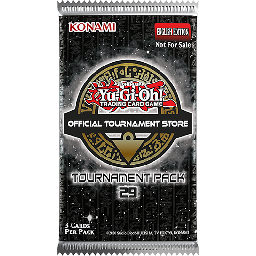 KONAMI
ENGLISH EDITION
Not For Sale
Yu-Gi-Oh!
TRADING CARD GAME
OFFICIAL TOURNAMENT STORE
TOURNAMENT PACK
29
3 CARDS
PER PACK